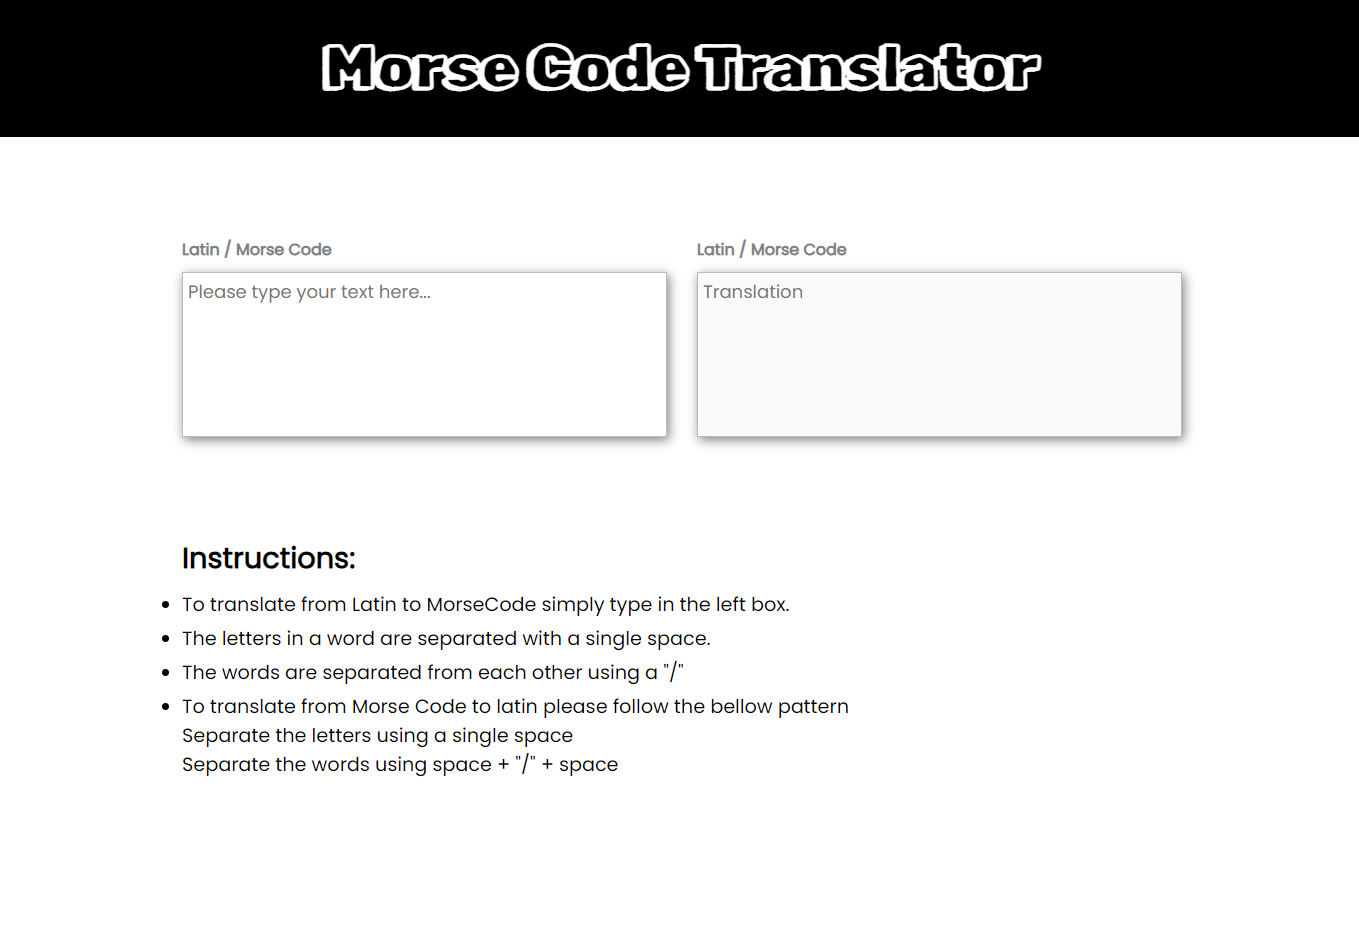 Morse Code Translator
Latin / Morse Code
Please type your text here...
Latin / Morse Code
Translation
Instructions:
To translate from Latin to MorseCode simply type in the left box.
The letters in a word are separated with a single space.
The words are separated from each other using a "/"
To translate from Morse Code to latin please follow the bellow pattern
Separate the letters using a single space
Separate the words using space + "/" + space